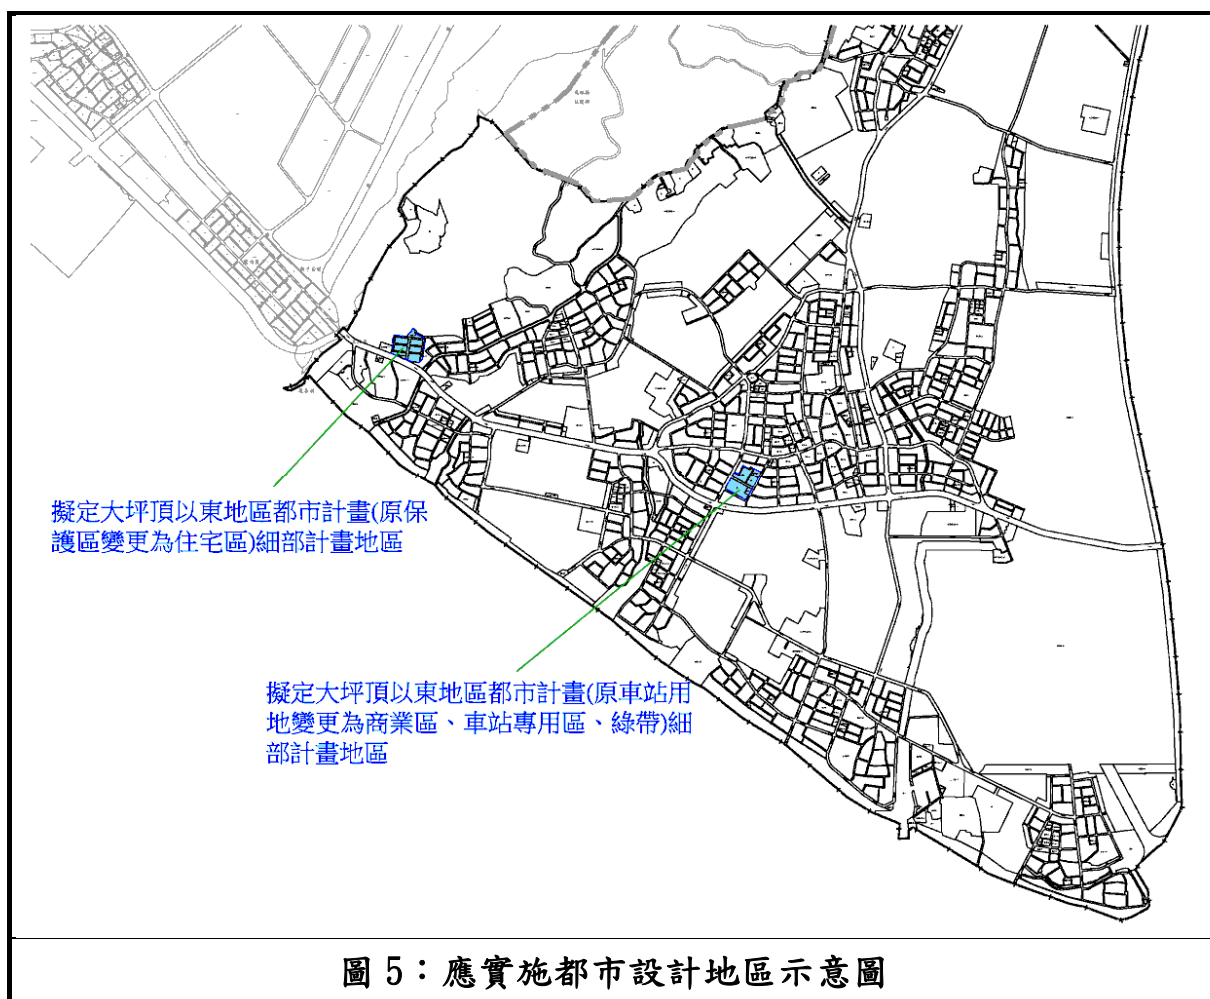 擬定大坪頂以東地區都市計畫(原保
護區變更為住宅區)細部計畫地區
擬定大坪頂以東地區都市計畫(原車站用
地變更為商業區、車站專用區、綠帶)細
部計畫地區
圖 5：應實施都市設計地區示意圖